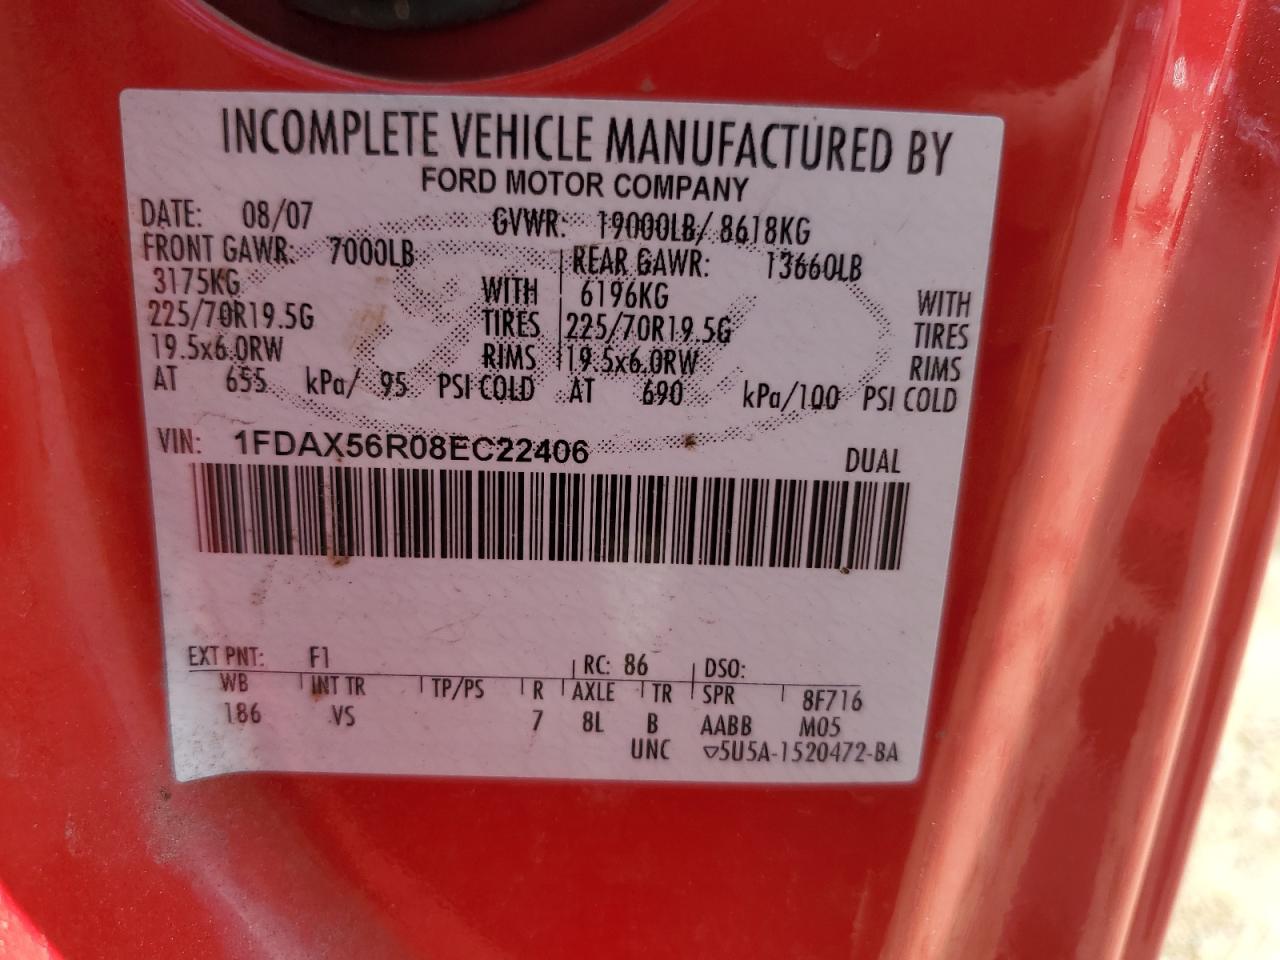 INCOMPLETE VEHICLE MANUFACTURED BY
FORD MOTOR COMPANY
DATE: 08/07 GVWR: 19000LB/ 8618KG
FRONT GAWR: 7000LB REAR GAWR: 13660LB
3175KG WITH 6196KG WITH
225/70R19.5G TIRES 225/70R19.5G TIRES
19.5x6.0RW RIMS 19.5x6.0RW RIMS
AT 655 kPa/ 95 PSI COLD AT 690 kPa/100 PSI COLD
VIN: 1FDAX56R08EC22406 DUAL
EXT PNT: F1 RC: 86 DSO:
WB INT TR TP/PS R AXLE TR SPR 8F716
186 VS 7 8L B AABB M05
UNC ▽5U5A-1520472-BA